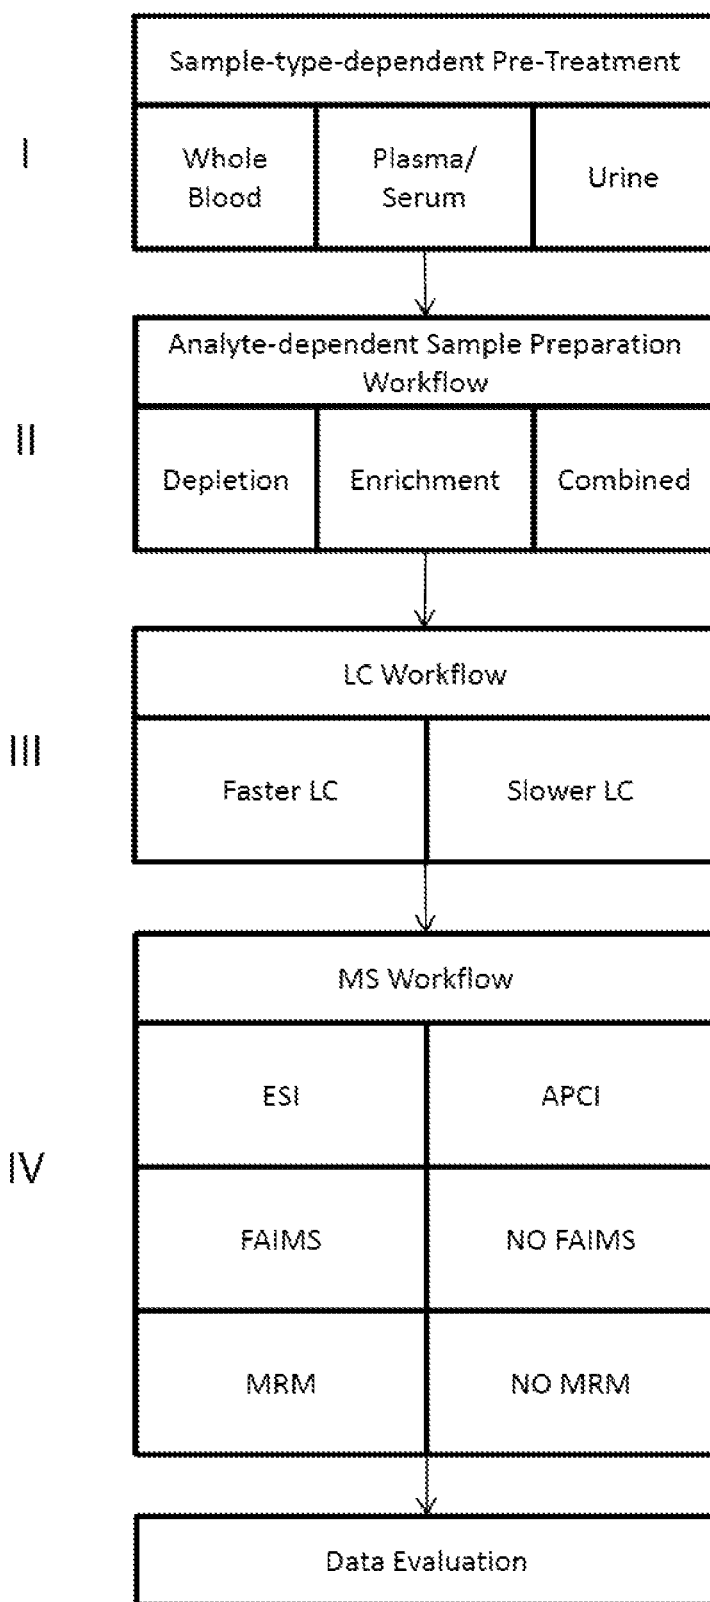 Sample-type-dependent Pre-Treatment
I
Whole
Blood
Plasma/
Serum
Urine
Analyte-dependent Sample Preparation
Workflow
II
Depletion
Enrichment
Combined
LC Workflow
III
Faster LC
Slower LC
MS Workflow
ESI
APCI
IV
FAIMS
NO FAIMS
MRM
NO MRM
Data Evaluation